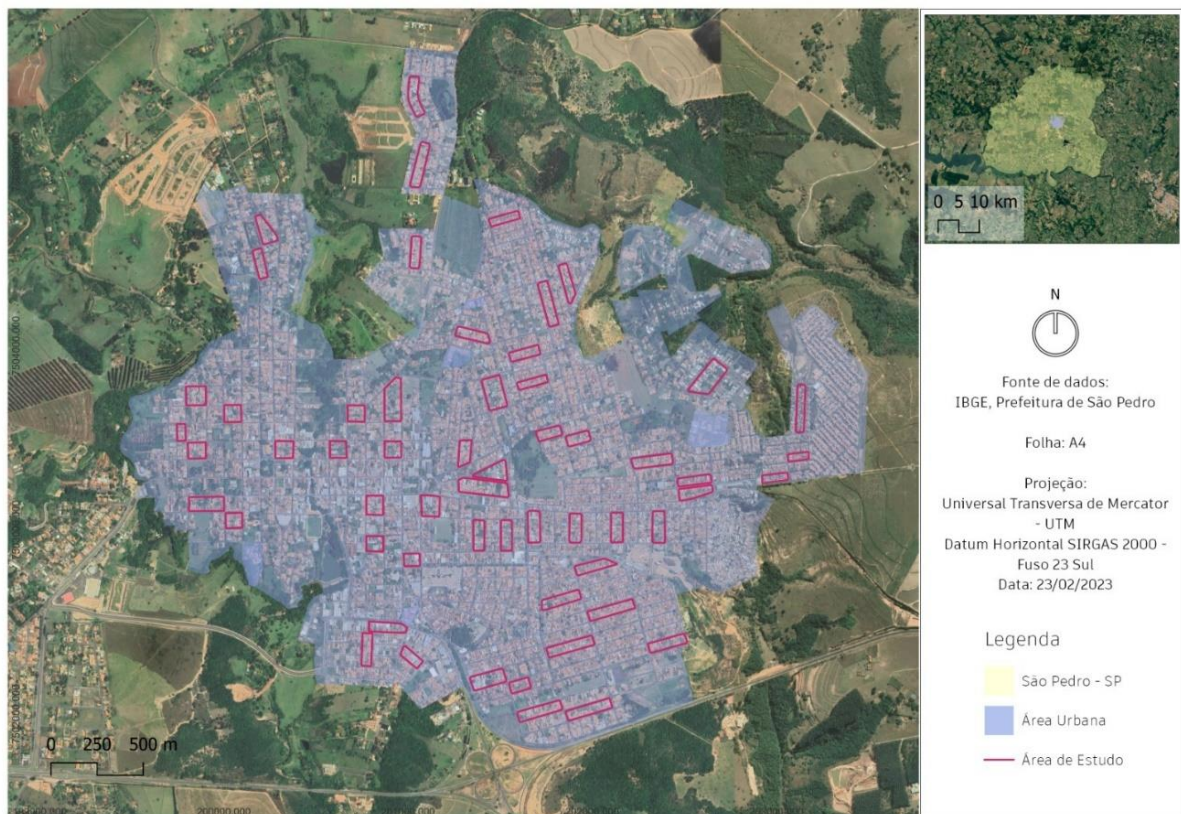 0 5 10 km
N
Fonte de dados:
IBGE, Prefeitura de São Pedro
Folha: A4
Projeção:
Universal Transversa de Mercator
- UTM
Datum Horizontal SIRGAS 2000 -
Fuso 23 Sul
Data: 23/02/2023
Legenda
São Pedro - SP
Área Urbana
Área de Estudo
0 250 500 m
200000.000